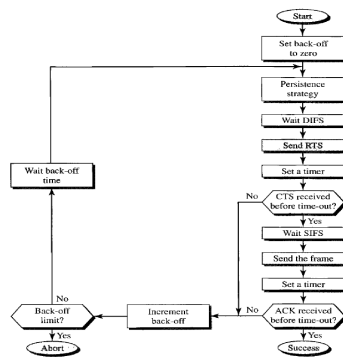 Start
Set back-off
to zero
Persistence
strategy
Wait DIFS
Send RTS
Set a timer
Wait back-off
time
No
CTS received
before time-out?
Yes
Wait SIFS
Send the frame
Set a timer
No
Back-off
limit?
Increment
back-off
No
ACK received
before time-out?
Yes
Yes
Abort
Success